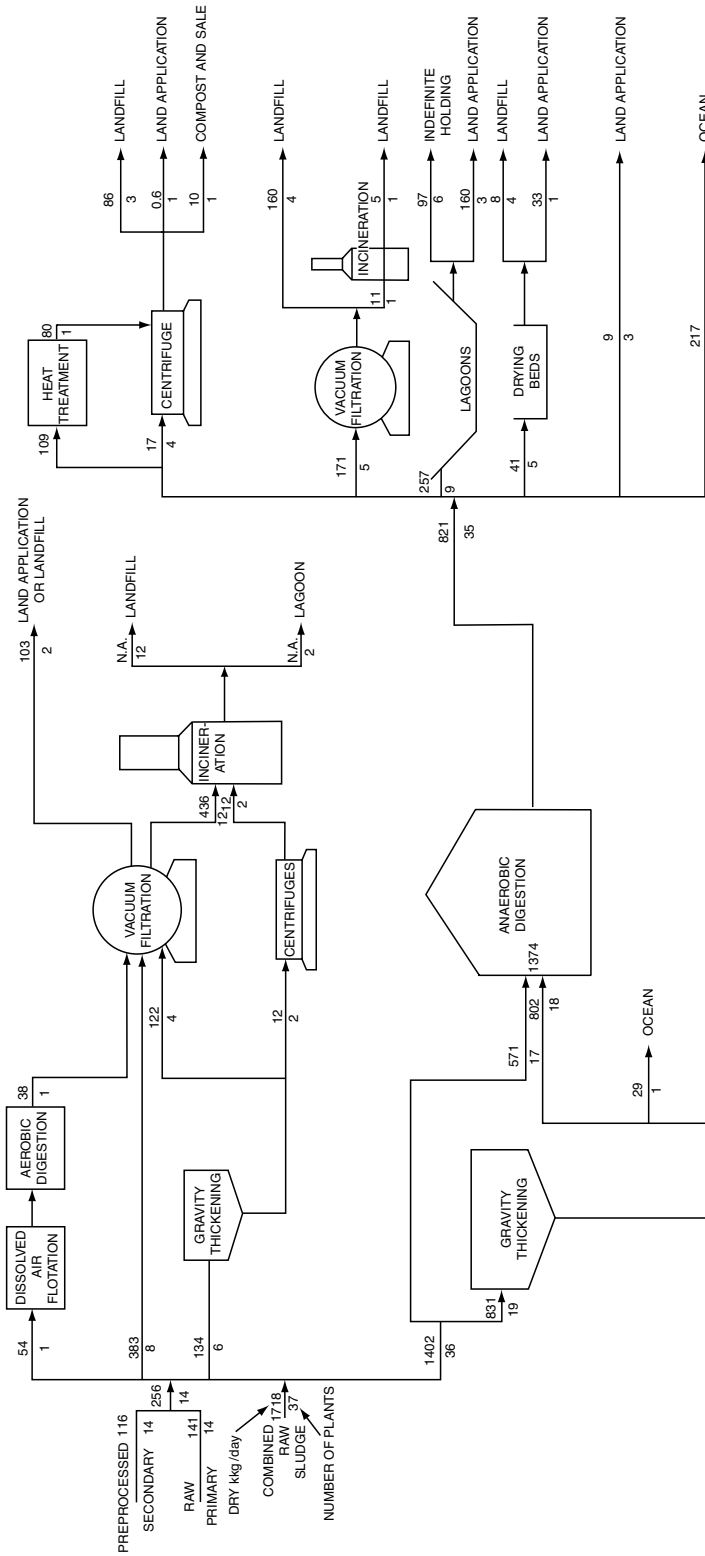 PREPROCESSED 116
SECONDARY 14
RAW 141
PRIMARY 14
256
14
DRY kkg/day
COMBINED 1718
RAW 37
SLUDGE
NUMBER OF PLANTS
54
1
DISSOLVED
AIR
FLOTATION
AEROBIC
DIGESTION
38
1
383
8
134
6
GRAVITY
THICKENING
122
4
12
2
VACUUM
FILTRATION
CENTRIFUGES
103
2
LAND APPLICATION
OR LANDFILL
436
12
12
2
INCINER-
ATION
N.A.
12
LANDFILL
N.A.
2
LAGOON
1402
36
831
19
GRAVITY
THICKENING
571
17
802
18
29
1
OCEAN
1374
ANAEROBIC
DIGESTION
821
35
109
HEAT
TREATMENT
80
1
17
4
CENTRIFUGE
86
3
LANDFILL
0.6
1
LAND APPLICATION
10
1
COMPOST AND SALE
171
5
VACUUM
FILTRATION
160
4
LANDFILL
11
1
INCINERATION
5
1
LANDFILL
257
9
LAGOONS
97
6
INDEFINITE
HOLDING
160
3
LAND APPLICATION
41
5
DRYING
BEDS
8
4
LANDFILL
33
1
LAND APPLICATION
9
3
LAND APPLICATION
217
OCEAN